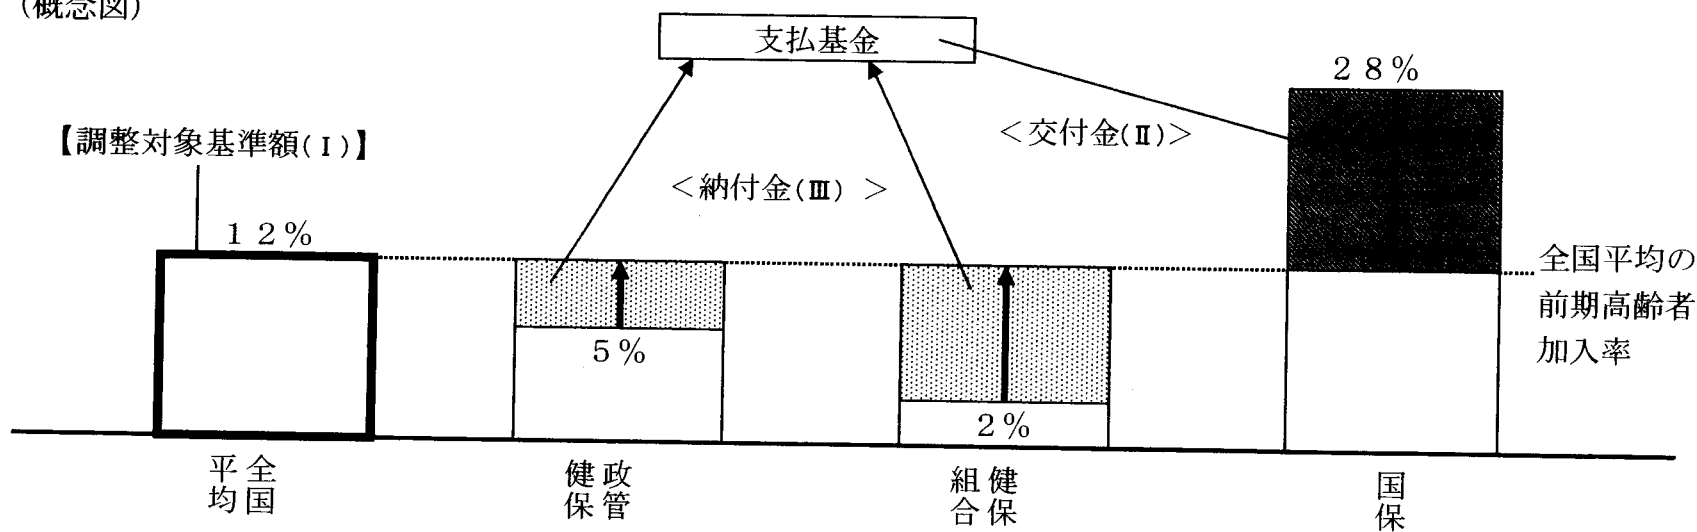 （概念図）
支払基金
２８％
【調整対象基準額(Ⅰ)】
＜交付金(Ⅱ)＞
＜納付金(Ⅲ) ＞
１２％
全国平均の
前期高齢者
加入率
５％
２％
全国
平均
政管
健保
健保
組合
国保